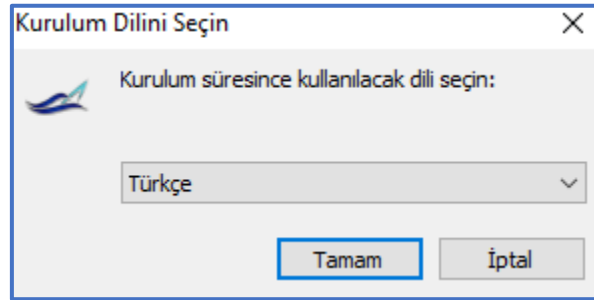 Kurulum Dilini Seçin
Kurulum süresince kullanılacak dili seçin:
Türkçe
Tamam İptal